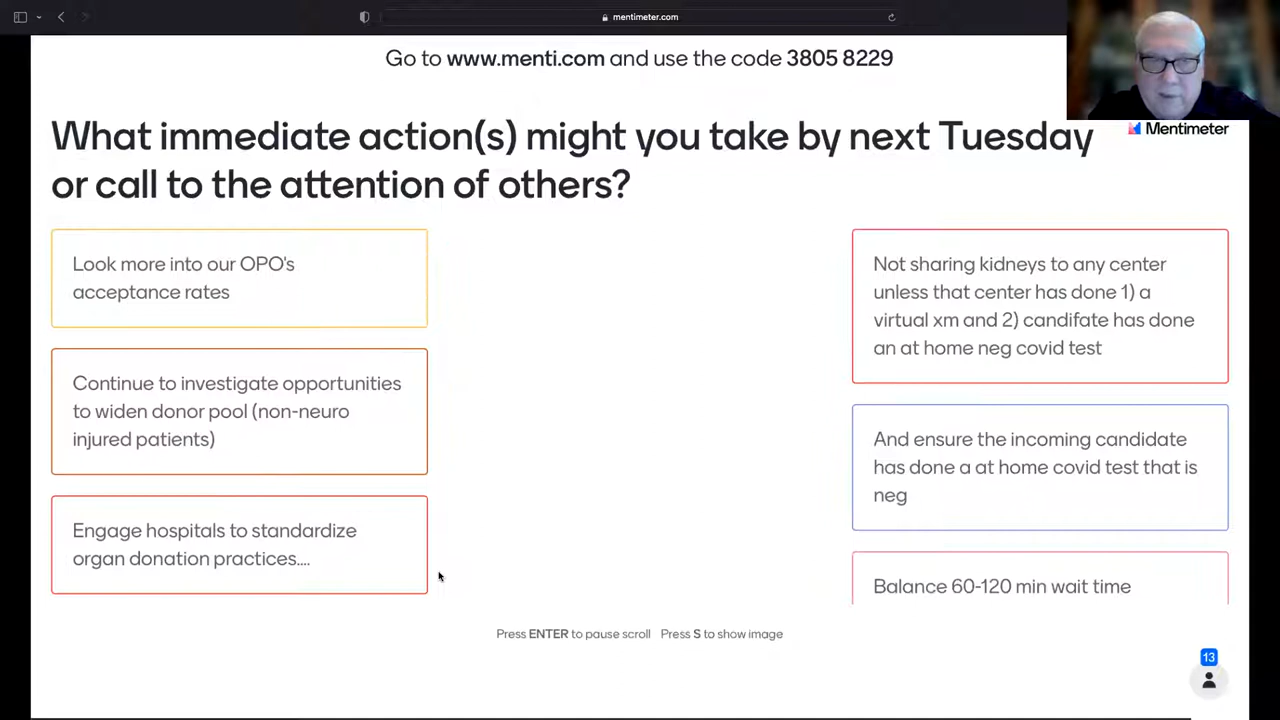 mentimeter.com
Go to www.menti.com and use the code 3805 8229
Mentimeter
What immediate action(s) might you take by next Tuesday
or call to the attention of others?
Look more into our OPO's
acceptance rates
Continue to investigate opportunities
to widen donor pool (non-neuro
injured patients)
Engage hospitals to standardize
organ donation practices....
Not sharing kidneys to any center
unless that center has done 1) a
virtual xm and 2) candifate has done
an at home neg covid test
And ensure the incoming candidate
has done a at home covid test that is
neg
Balance 60-120 min wait time
Press ENTER to pause scroll Press S to show image
13